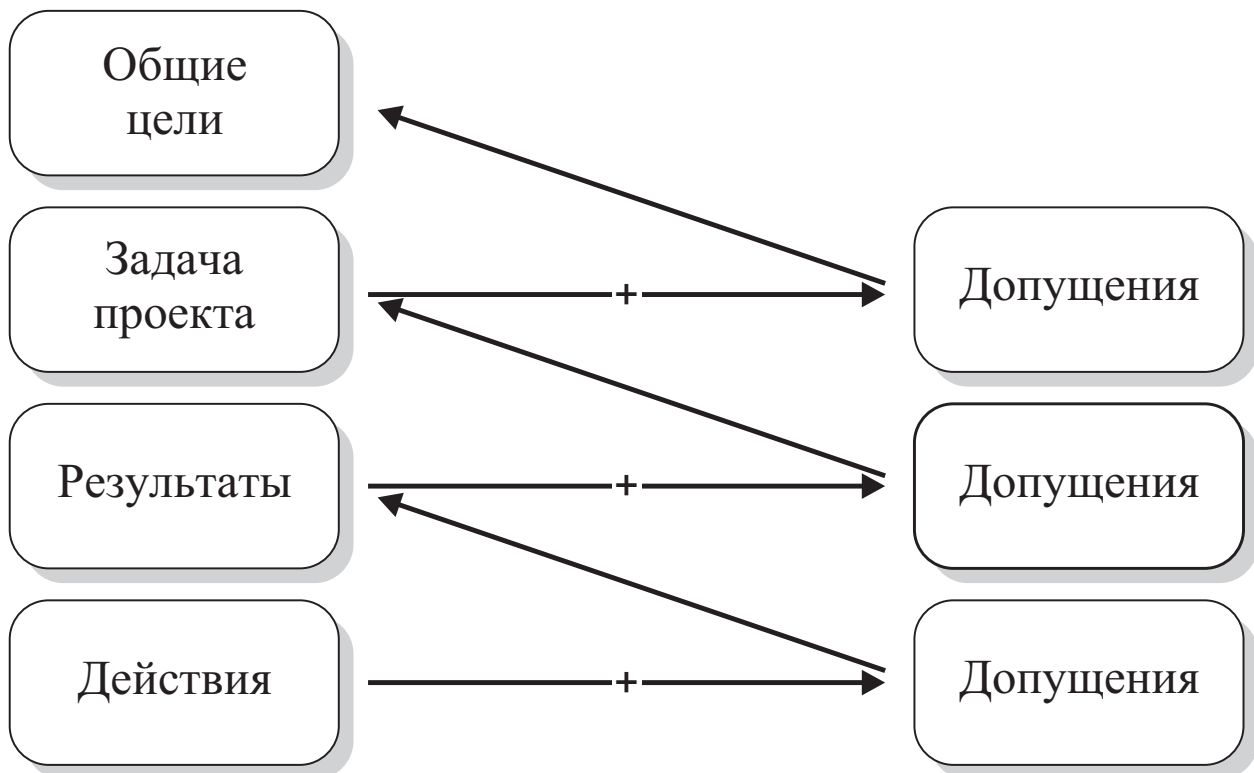 Общие
цели
Задача
проекта
+
Допущения
Результаты
+
Допущения
Действия
+
Допущения